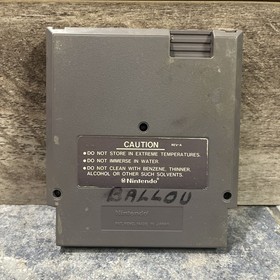 CAUTION
REV-A
• DO NOT STORE IN EXTREME TEMPERATURES.
• DO NOT IMMERSE IN WATER.
• DO NOT CLEAN WITH BENZENE, THINNER,
ALCOHOL OR OTHER SUCH SOLVENTS.
Nintendo®
BALLOU